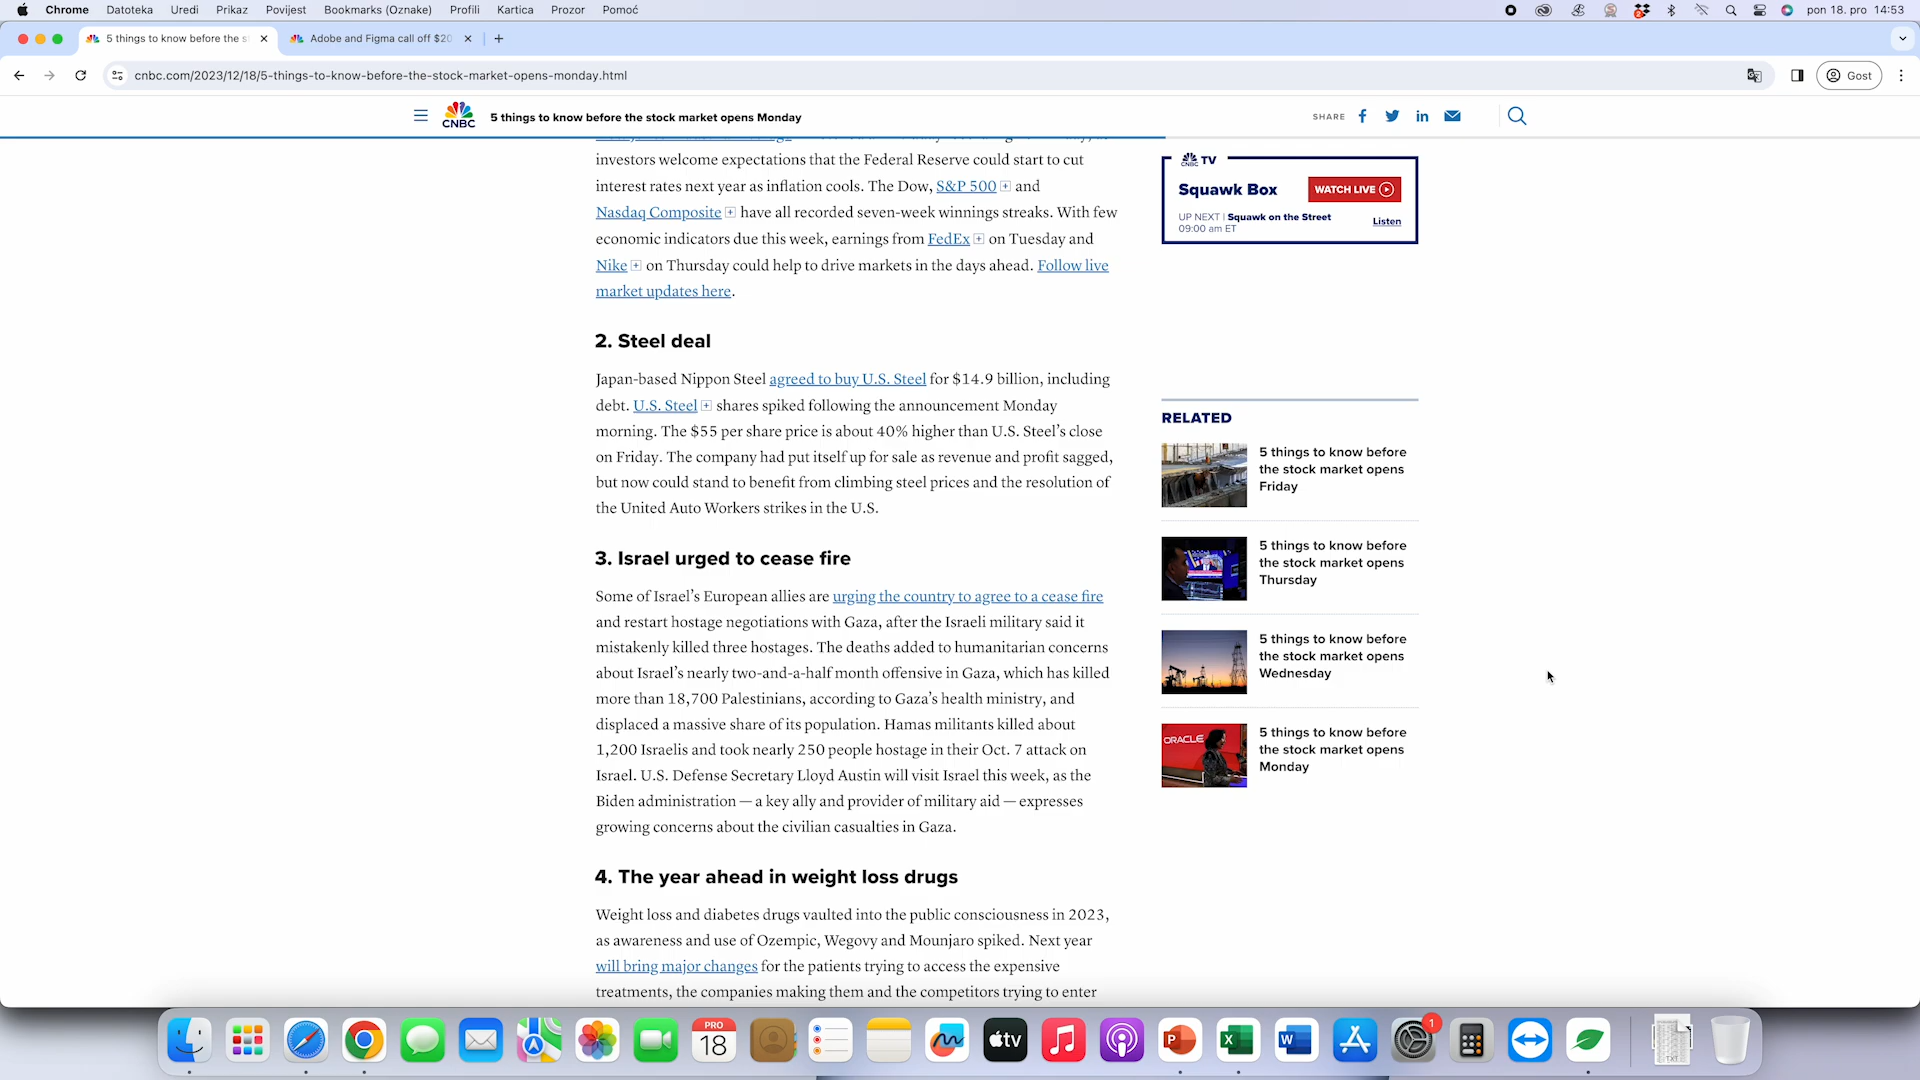 Chrome Datoteka Uredi Prikaz Povijest Bookmarks (Oznake) Profili Kartica Prozor Pomoć
pon 18. pro 14:53
5 things to know before the s
Adobe and Figma call off $20
cnbc.com/2023/12/18/5-things-to-know-before-the-stock-market-opens-monday.html
Gost
CNBC
5 things to know before the stock market opens Monday
SHARE
investors welcome expectations that the Federal Reserve could start to cut
interest rates next year as inflation cools. The Dow, S&P 500 and
Nasdaq Composite have all recorded seven-week winnings streaks. With few
economic indicators due this week, earnings from FedEx on Tuesday and
Nike on Thursday could help to drive markets in the days ahead. Follow live
market updates here.
2. Steel deal
Japan-based Nippon Steel agreed to buy U.S. Steel for $14.9 billion, including
debt. U.S. Steel shares spiked following the announcement Monday
morning. The $55 per share price is about 40% higher than U.S. Steel’s close
on Friday. The company had put itself up for sale as revenue and profit sagged,
but now could stand to benefit from climbing steel prices and the resolution of
the United Auto Workers strikes in the U.S.
3. Israel urged to cease fire
Some of Israel’s European allies are urging the country to agree to a cease fire
and restart hostage negotiations with Gaza, after the Israeli military said it
mistakenly killed three hostages. The deaths added to humanitarian concerns
about Israel’s nearly two-and-a-half month offensive in Gaza, which has killed
more than 18,700 Palestinians, according to Gaza’s health ministry, and
displaced a massive share of its population. Hamas militants killed about
1,200 Israelis and took nearly 250 people hostage in their Oct. 7 attack on
Israel. U.S. Defense Secretary Lloyd Austin will visit Israel this week, as the
Biden administration — a key ally and provider of military aid — expresses
growing concerns about the civilian casualties in Gaza.
4. The year ahead in weight loss drugs
Weight loss and diabetes drugs vaulted into the public consciousness in 2023,
as awareness and use of Ozempic, Wegovy and Mounjaro spiked. Next year
will bring major changes for the patients trying to access the expensive
treatments, the companies making them and the competitors trying to enter
CNBC TV
Squawk Box
WATCH LIVE
UP NEXT | Squawk on the Street
09:00 am ET
Listen
RELATED
5 things to know before
the stock market opens
Friday
5 things to know before
the stock market opens
Thursday
5 things to know before
the stock market opens
Wednesday
ORACLE
5 things to know before
the stock market opens
Monday
PRO
18
tv
P
X
W
1
TXT